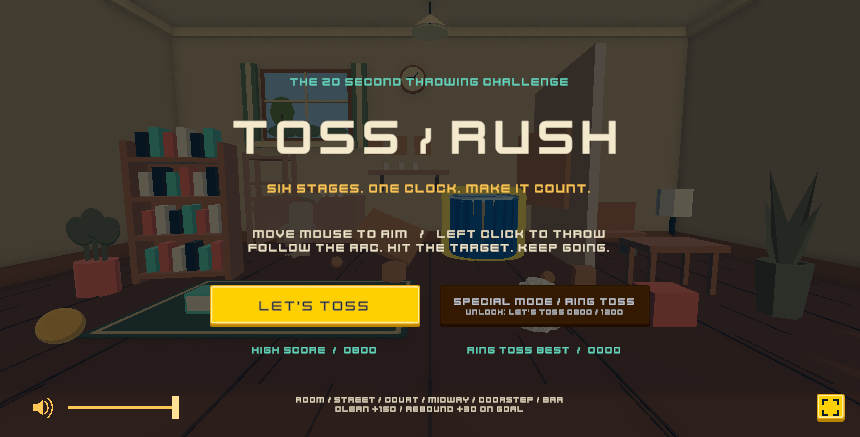 THE 20 SECOND THROWING CHALLENGE
TOSS / RUSH
SIX STAGES. ONE CLOCK. MAKE IT COUNT.
MOVE MOUSE TO AIM / LEFT CLICK TO THROW
FOLLOW THE ARC. HIT THE TARGET. KEEP GOING.
LET'S TOSS
SPECIAL MODE / RING TOSS
UNLOCK: LET'S TOSS 0800 / 1200
HIGH SCORE / 0800
RING TOSS BEST / 0000
ROOM / STREET / COURT / MIDWAY / DOORSTEP / BAR
CLEAN +150 / REBOUND +50 ON GOAL